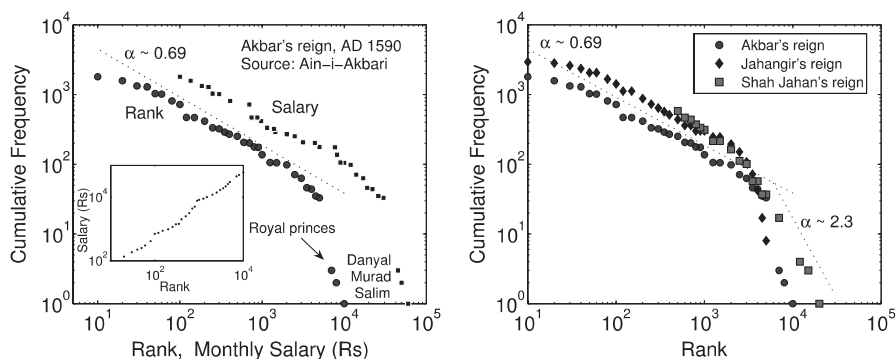 10^4
10^3
10^2
10^1
10^0
Cumulative Frequency
α ~ 0.69
Akbar's reign, AD 1590
Source: Ain−i−Akbari
Rank
Salary
10^4
10^2
Salary (Rs)
10^2
10^4
Rank
Royal princes
Danyal
Murad
Salim
10^1
10^2
10^3
10^4
10^5
Rank, Monthly Salary (Rs)
10^4
10^3
10^2
10^1
10^0
Cumulative Frequency
α ~ 0.69
Akbar's reign
Jahangir's reign
Shah Jahan's reign
α ~ 2.3
10^1
10^2
10^3
10^4
10^5
Rank